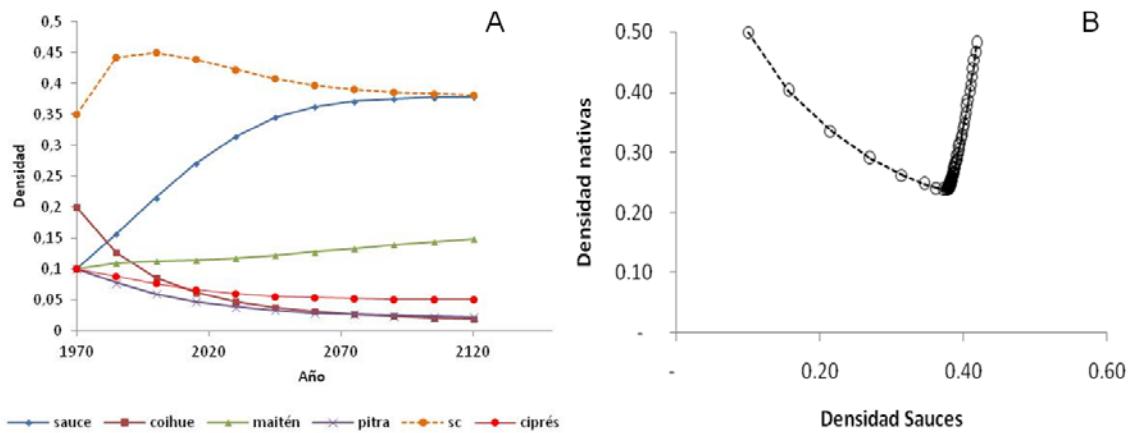 A
0,5
0,45
0,4
0,35
0,3
0,25
0,2
0,15
0,1
0,05
0
Densidad
1970 2020 2070 2120
Año
sauce coihue maitén pitra sc ciprés
B
0.50
0.40
0.30
0.20
0.10
-
Densidad nativas
- 0.20 0.40 0.60
Densidad Sauces